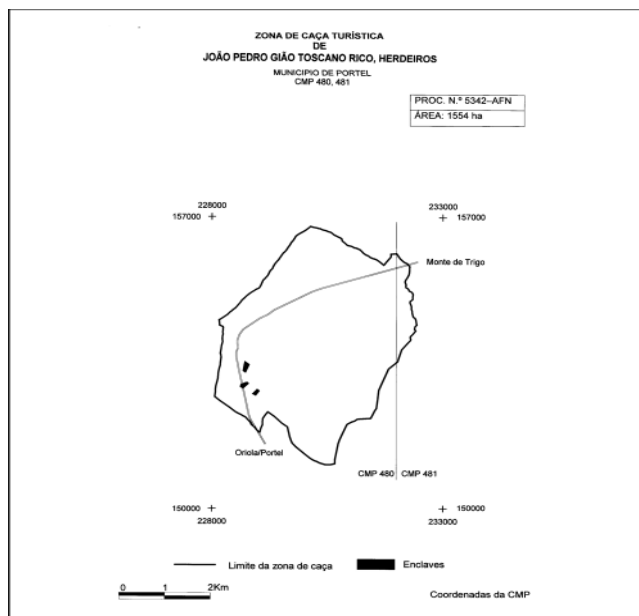 ZONA DE CAÇA TURÍSTICA
DE
JOÃO PEDRO GIÃO TOSCANO RICO, HERDEIROS
MUNICIPIO DE PORTEL
CMP 480, 481
PROC. N.º 5342–AFN
ÁREA: 1554 ha
228000
157000
233000
157000
Monte de Trigo
Oriola/Portel
CMP 480
CMP 481
150000
228000
150000
233000
Limite da zona de caça
Enclaves
0 1 2Km
Coordenadas da CMP